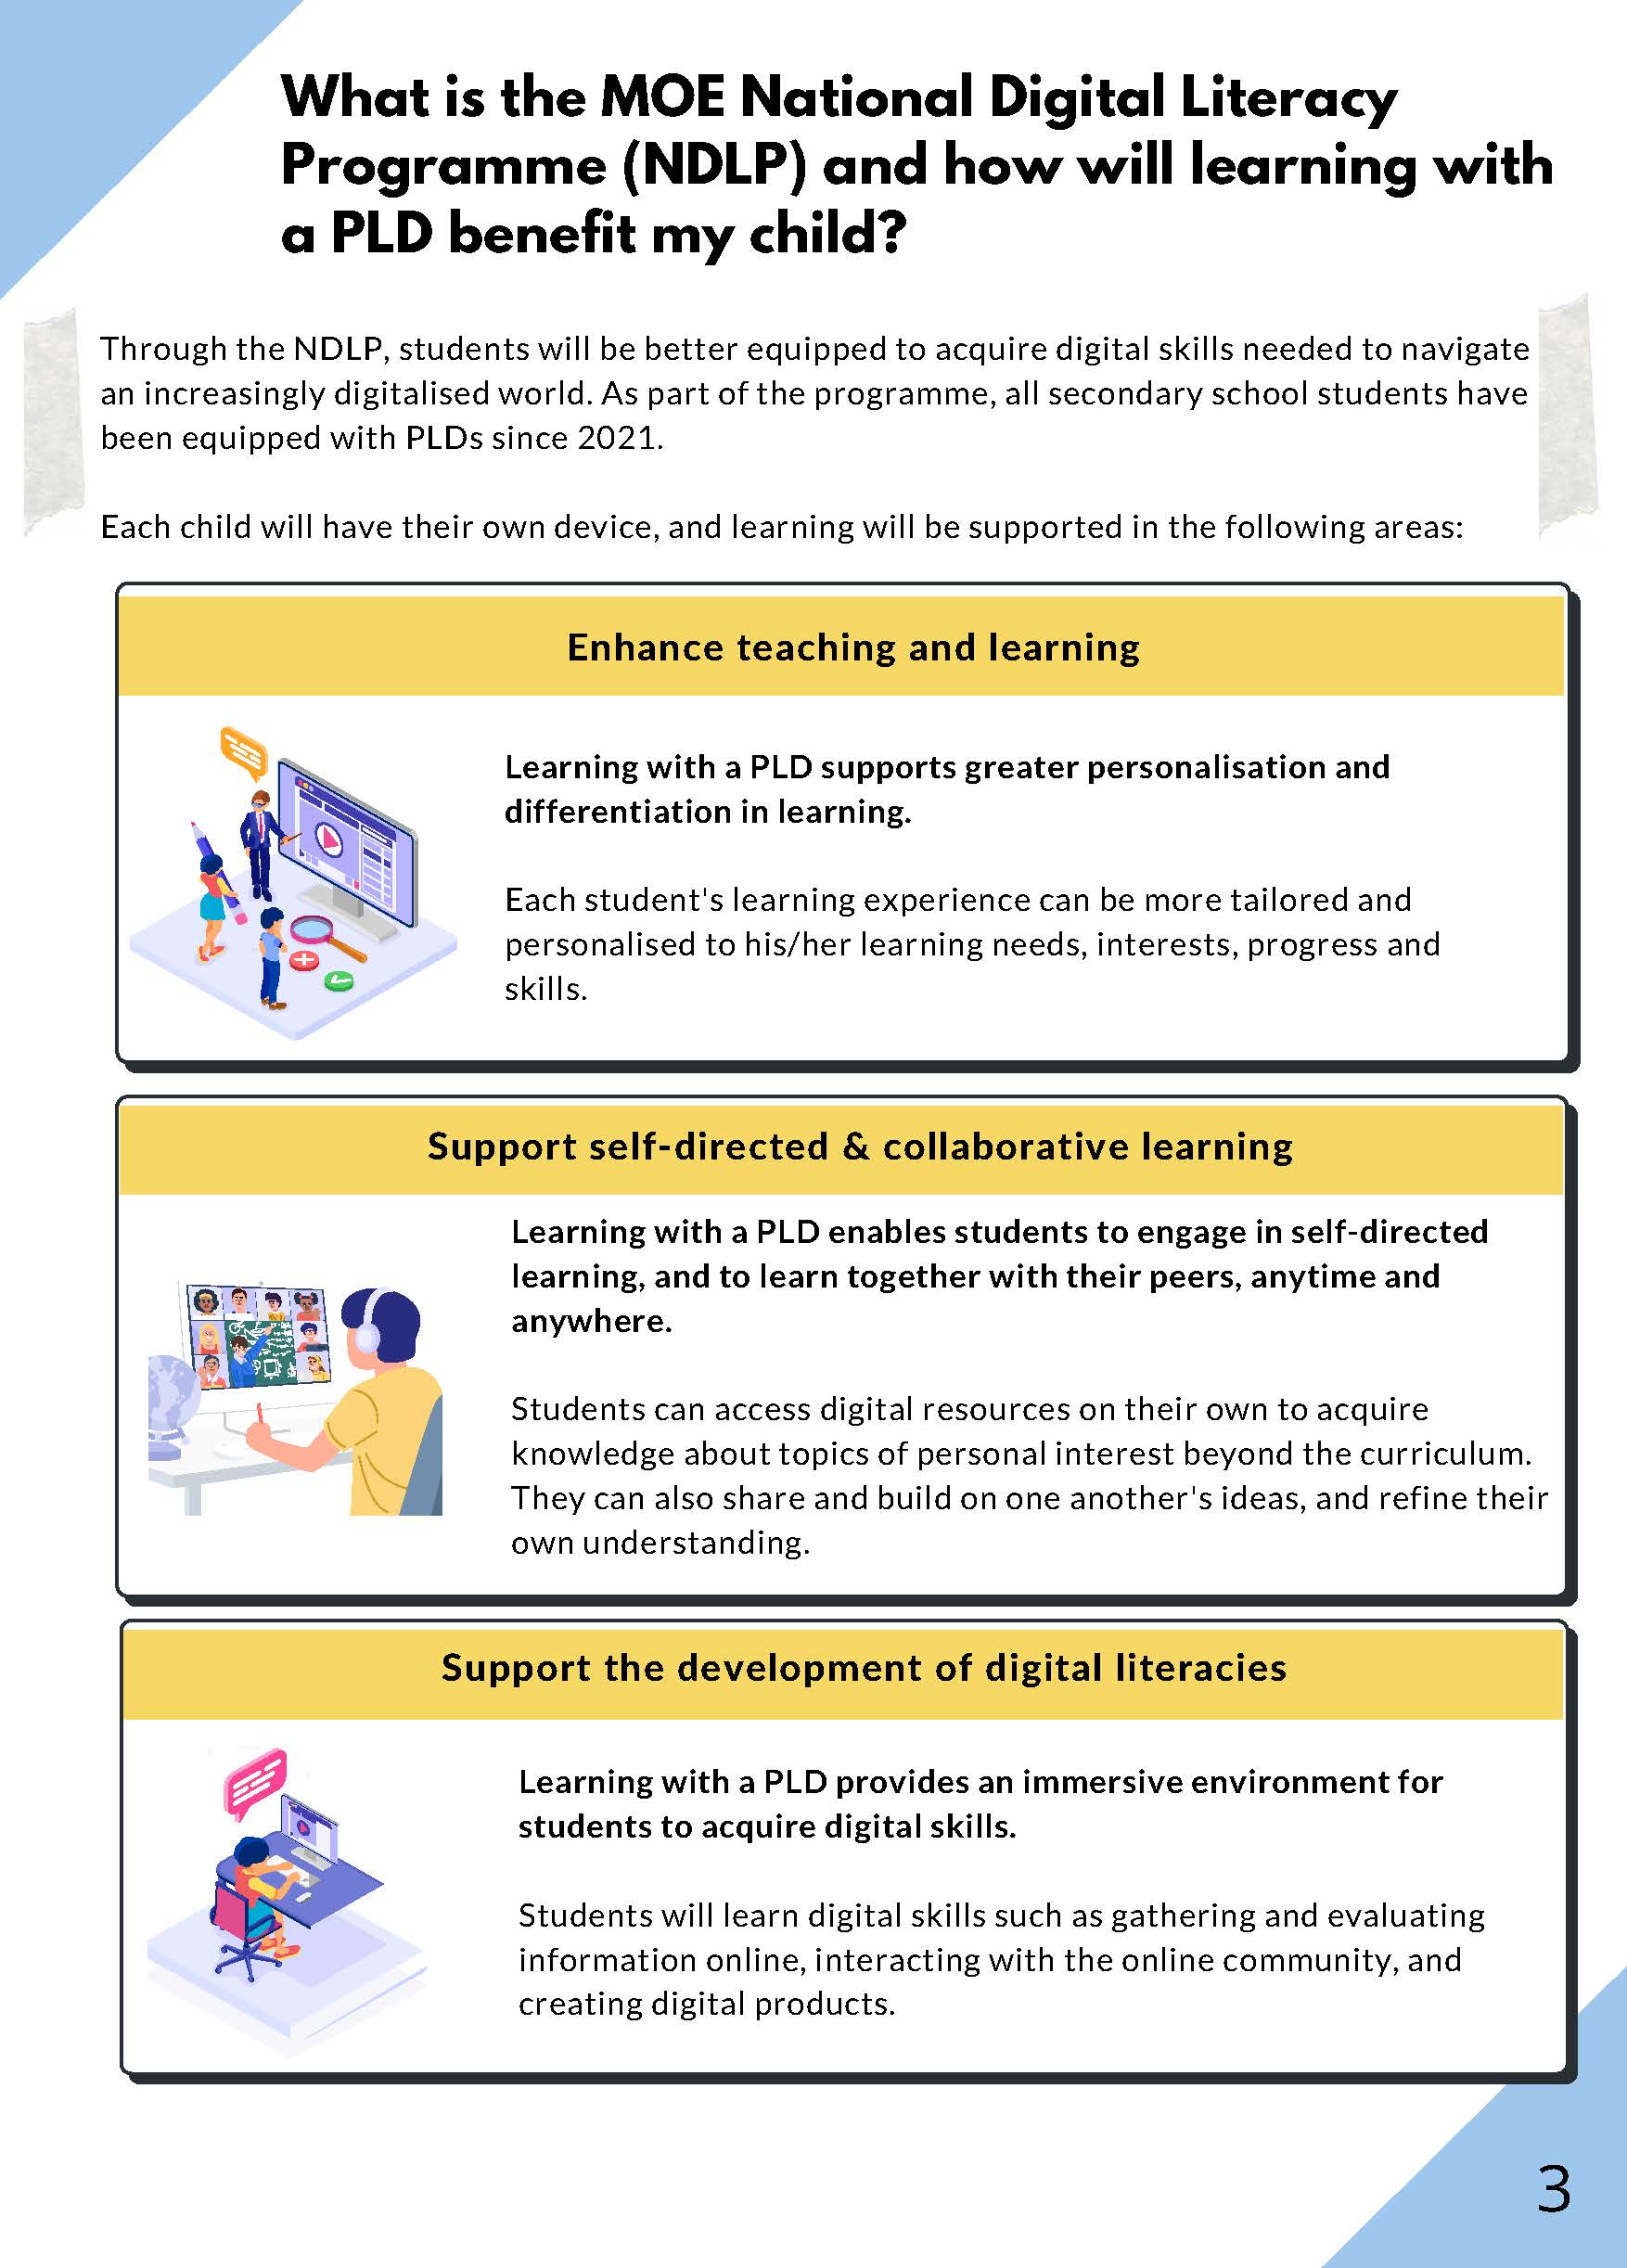 What is the MOE National Digital Literacy
Programme (NDLP) and how will learning with
a PLD benefit my child?
Through the NDLP, students will be better equipped to acquire digital skills needed to navigate
an increasingly digitalised world. As part of the programme, all secondary school students have
been equipped with PLDs since 2021.
Each child will have their own device, and learning will be supported in the following areas:
Enhance teaching and learning
Learning with a PLD supports greater personalisation and
differentiation in learning.
Each student's learning experience can be more tailored and
personalised to his/her learning needs, interests, progress and
skills.
Support self-directed & collaborative learning
Learning with a PLD enables students to engage in self-directed
learning, and to learn together with their peers, anytime and
anywhere.
Students can access digital resources on their own to acquire
knowledge about topics of personal interest beyond the curriculum.
They can also share and build on one another's ideas, and refine their
own understanding.
Support the development of digital literacies
Learning with a PLD provides an immersive environment for
students to acquire digital skills.
Students will learn digital skills such as gathering and evaluating
information online, interacting with the online community, and
creating digital products.
3